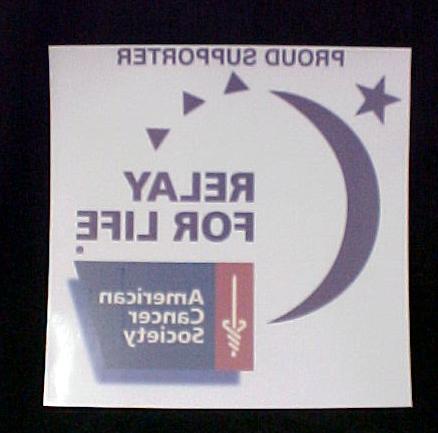 PROUD SUPPORTER
RELAY
FOR LIFE
American
Cancer
Society